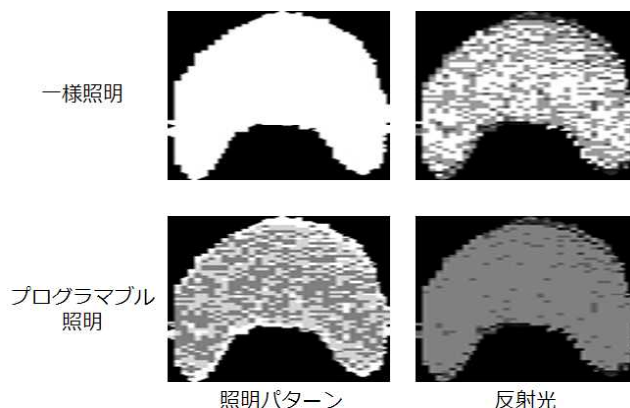 一様照明
プログラマブル
照明
照明パターン
反射光